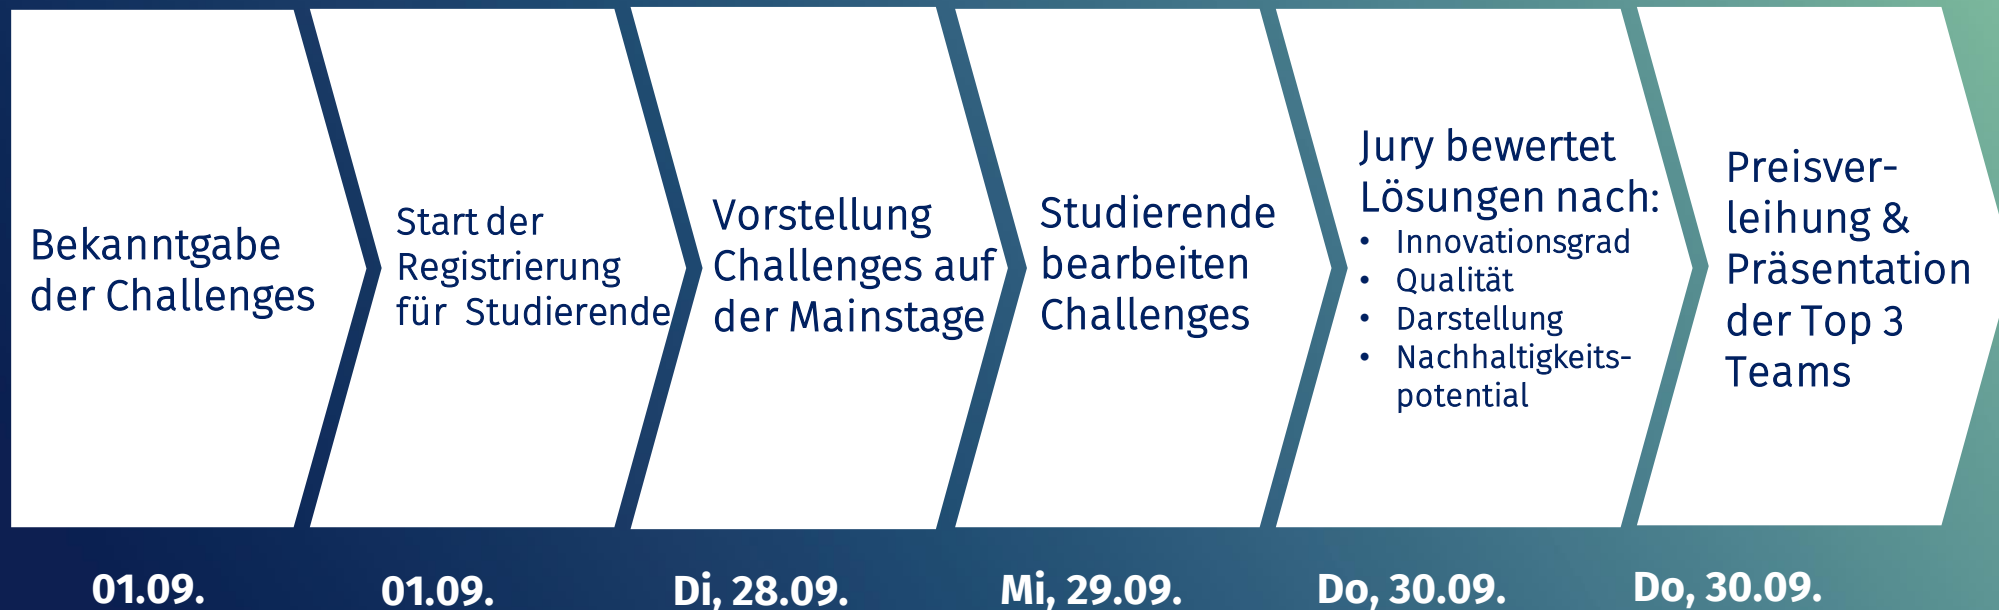 Bekanntgabe
der Challenges
Start der
Registrierung
für Studierende
Vorstellung
Challenges auf
der Mainstage
Studierende
bearbeiten
Challenges
Jury bewertet
Lösungen nach:
• Innovationsgrad
• Qualität
• Darstellung
• Nachhaltigkeits-
potential
Preisver-
leihung &
Präsentation
der Top 3
Teams
01.09.
01.09.
Di, 28.09.
Mi, 29.09.
Do, 30.09.
Do, 30.09.